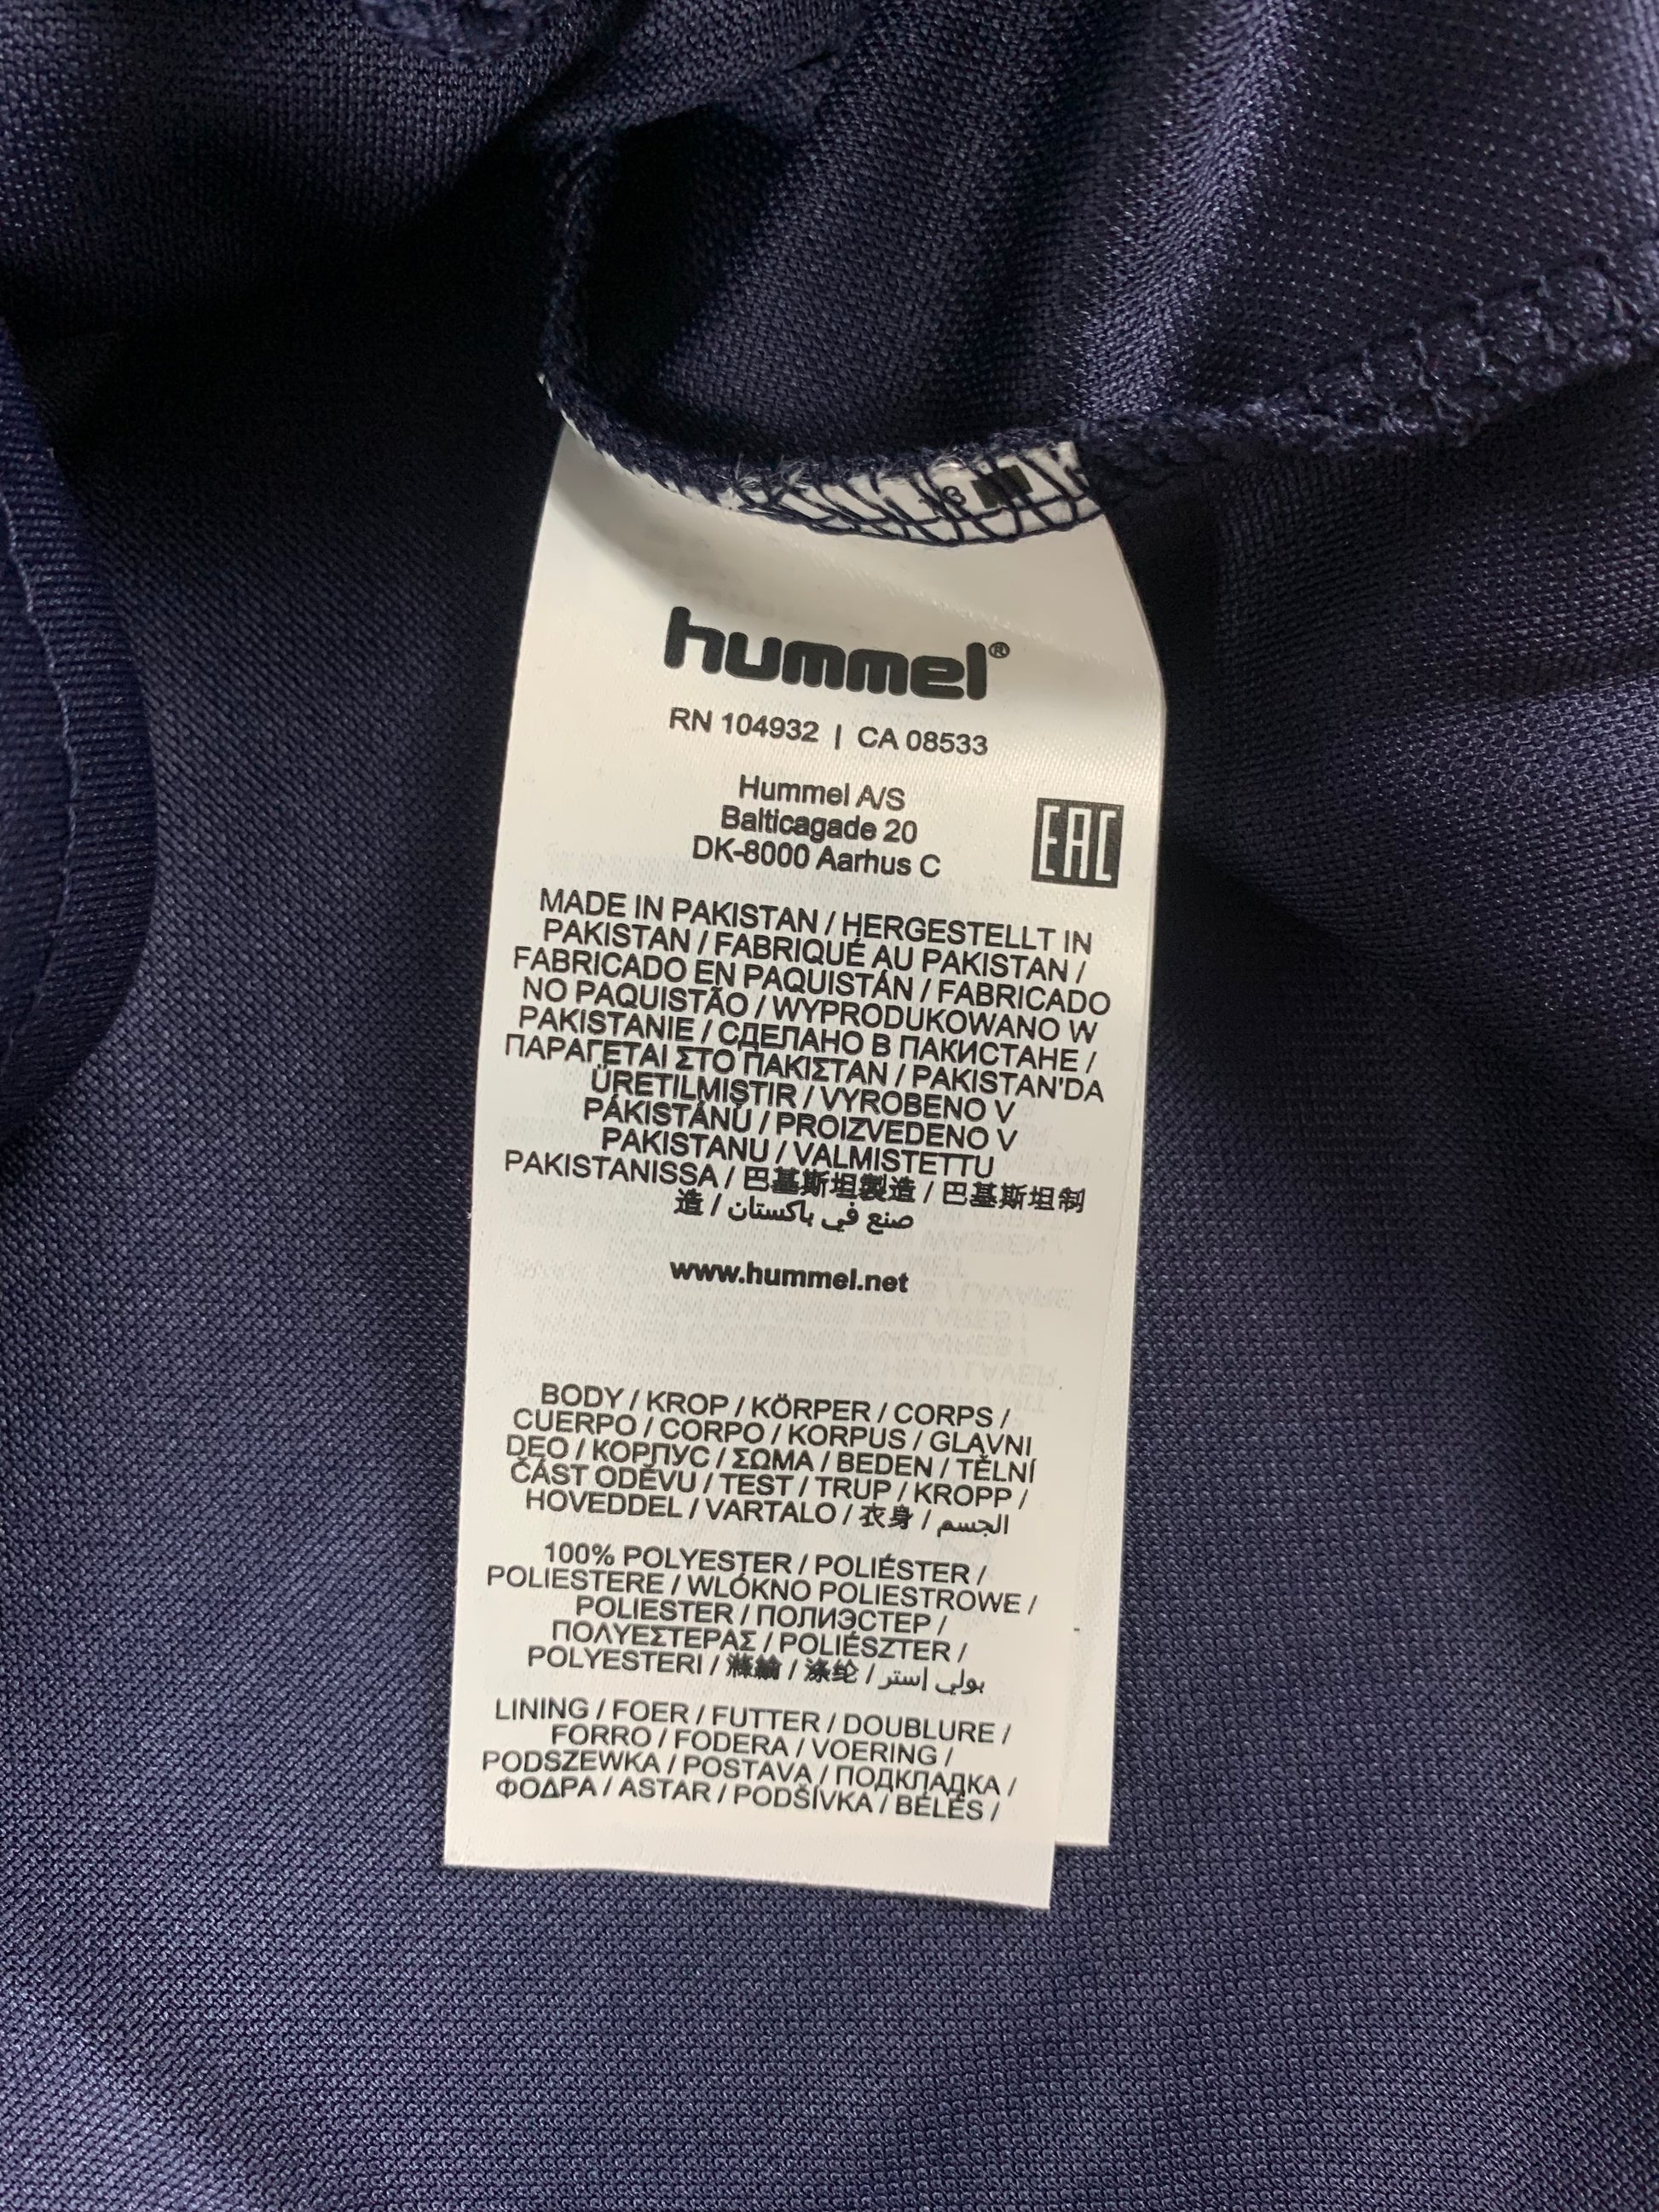 hummel®
RN 104932 | CA 08533
Hummel A/S
Balticagade 20
DK-8000 Aarhus C
EAC
MADE IN PAKISTAN / HERGESTELLT IN
PAKISTAN / FABRIQUÉ AU PAKISTAN /
FABRICADO EN PAQUISTÁN / FABRICADO
NO PAQUISTÃO / WYPRODUKOWANO W
PAKISTANIE / СДЕЛАНО В ПАКИСТАНЕ /
ΠΑΡΑΓΕΤΑΙ ΣΤΟ ΠΑΚΙΣΤΑΝ / PAKISTAN'DA
ÜRETILMIŞTIR / VYROBENO V
PÁKISTÁNU / PROIZVEDENO V
PAKISTANU / VALMISTETTU
PAKISTANISSA / 巴基斯坦製造 / 巴基斯坦制
造 / صنع في باكستان
www.hummel.net
BODY / KROP / KÖRPER / CORPS /
CUERPO / CORPO / KORPUS / GLAVNI
DEO / КОРПУС / ΣΩΜΑ / BEDEN / TĚLNÍ
ČÁST ODĚVU / TEST / TRUP / KROPP /
HOVEDDEL / VARTALO / 衣身 / الجسم
100% POLYESTER / POLIÉSTER /
POLIESTERE / WLÓKNO POLIESTROWE /
POLIESTER / ПОЛИЭСТЕР /
ΠΟΛΥΕΣΤΕΡΑΣ / POLIÉSZTER /
POLYESTERI / 滌綸 / 涤纶 / بولي إستر
LINING / FOER / FUTTER / DOUBLURE /
FORRO / FODERA / VOERING /
PODSZEWKA / POSTAVA / ПОДКЛАДКА /
ΦΟΔΡΑ / ASTAR / PODŠÍVKA / BÉLÉS /